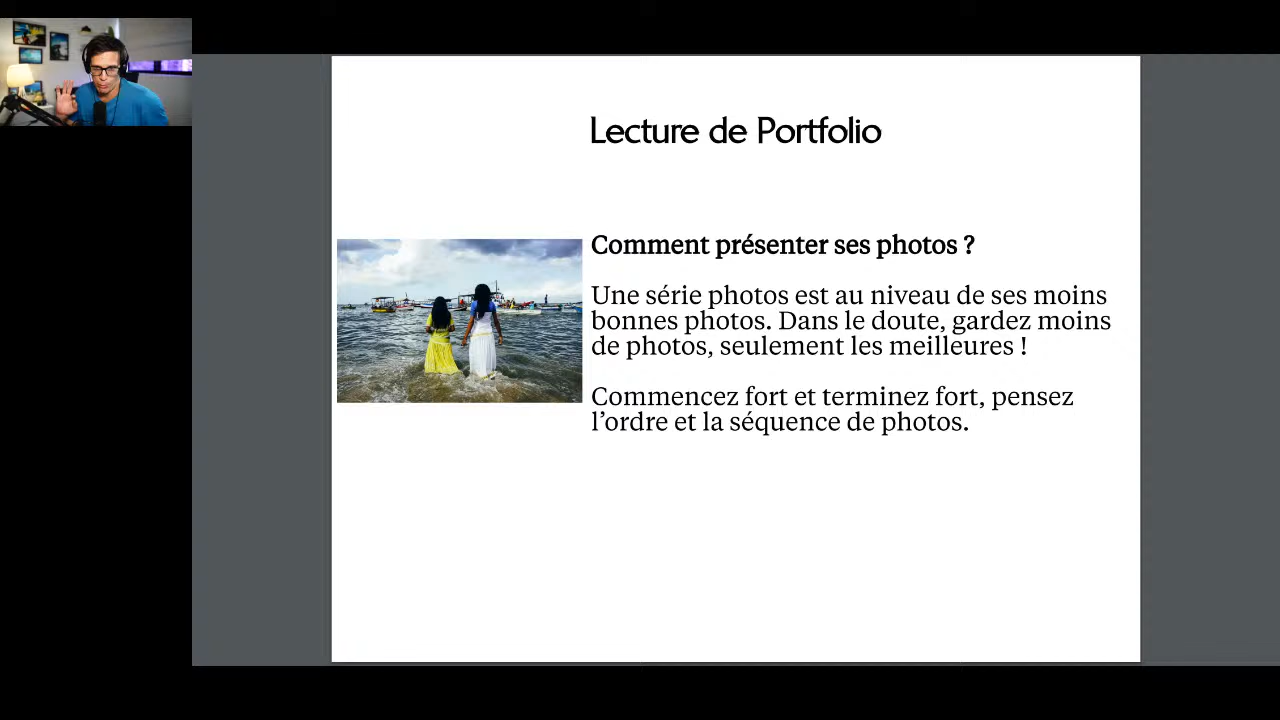 Lecture de Portfolio
Comment présenter ses photos ?
Une série photos est au niveau de ses moins
bonnes photos. Dans le doute, gardez moins
de photos, seulement les meilleures !
Commencez fort et terminez fort, pensez
l’ordre et la séquence de photos.